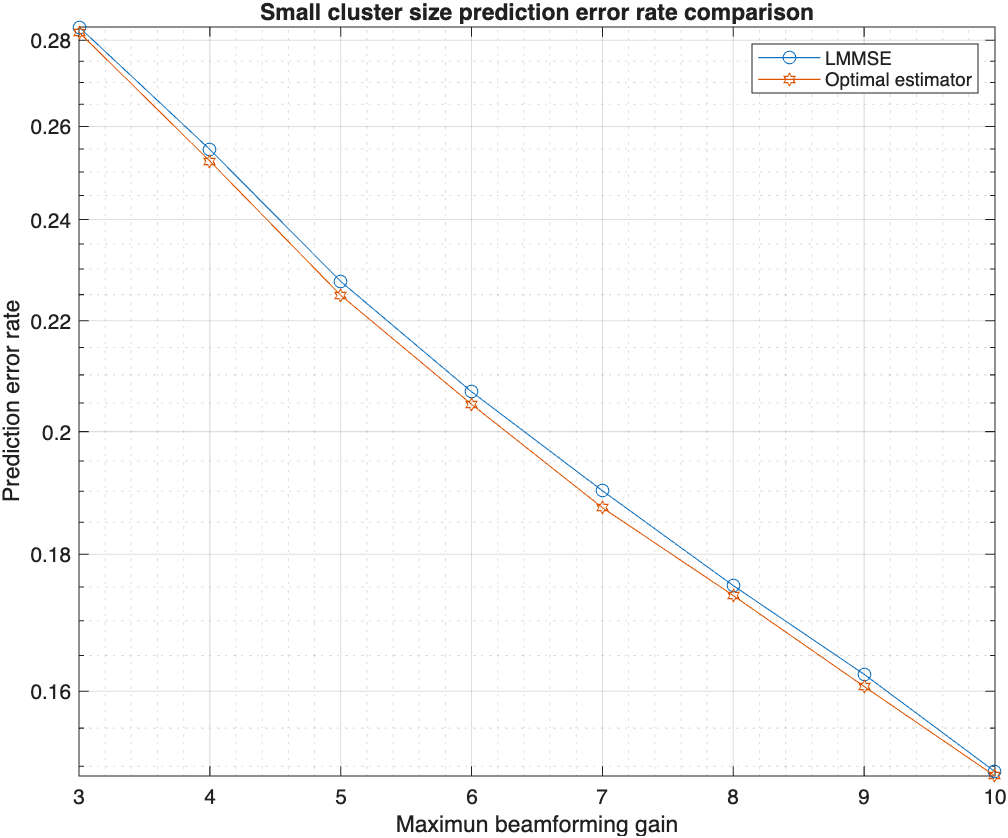 Small cluster size prediction error rate comparison
LMMSE
Optimal estimator
Prediction error rate
0.28
0.26
0.24
0.22
0.2
0.18
0.16
3 4 5 6 7 8 9 10
Maximun beamforming gain